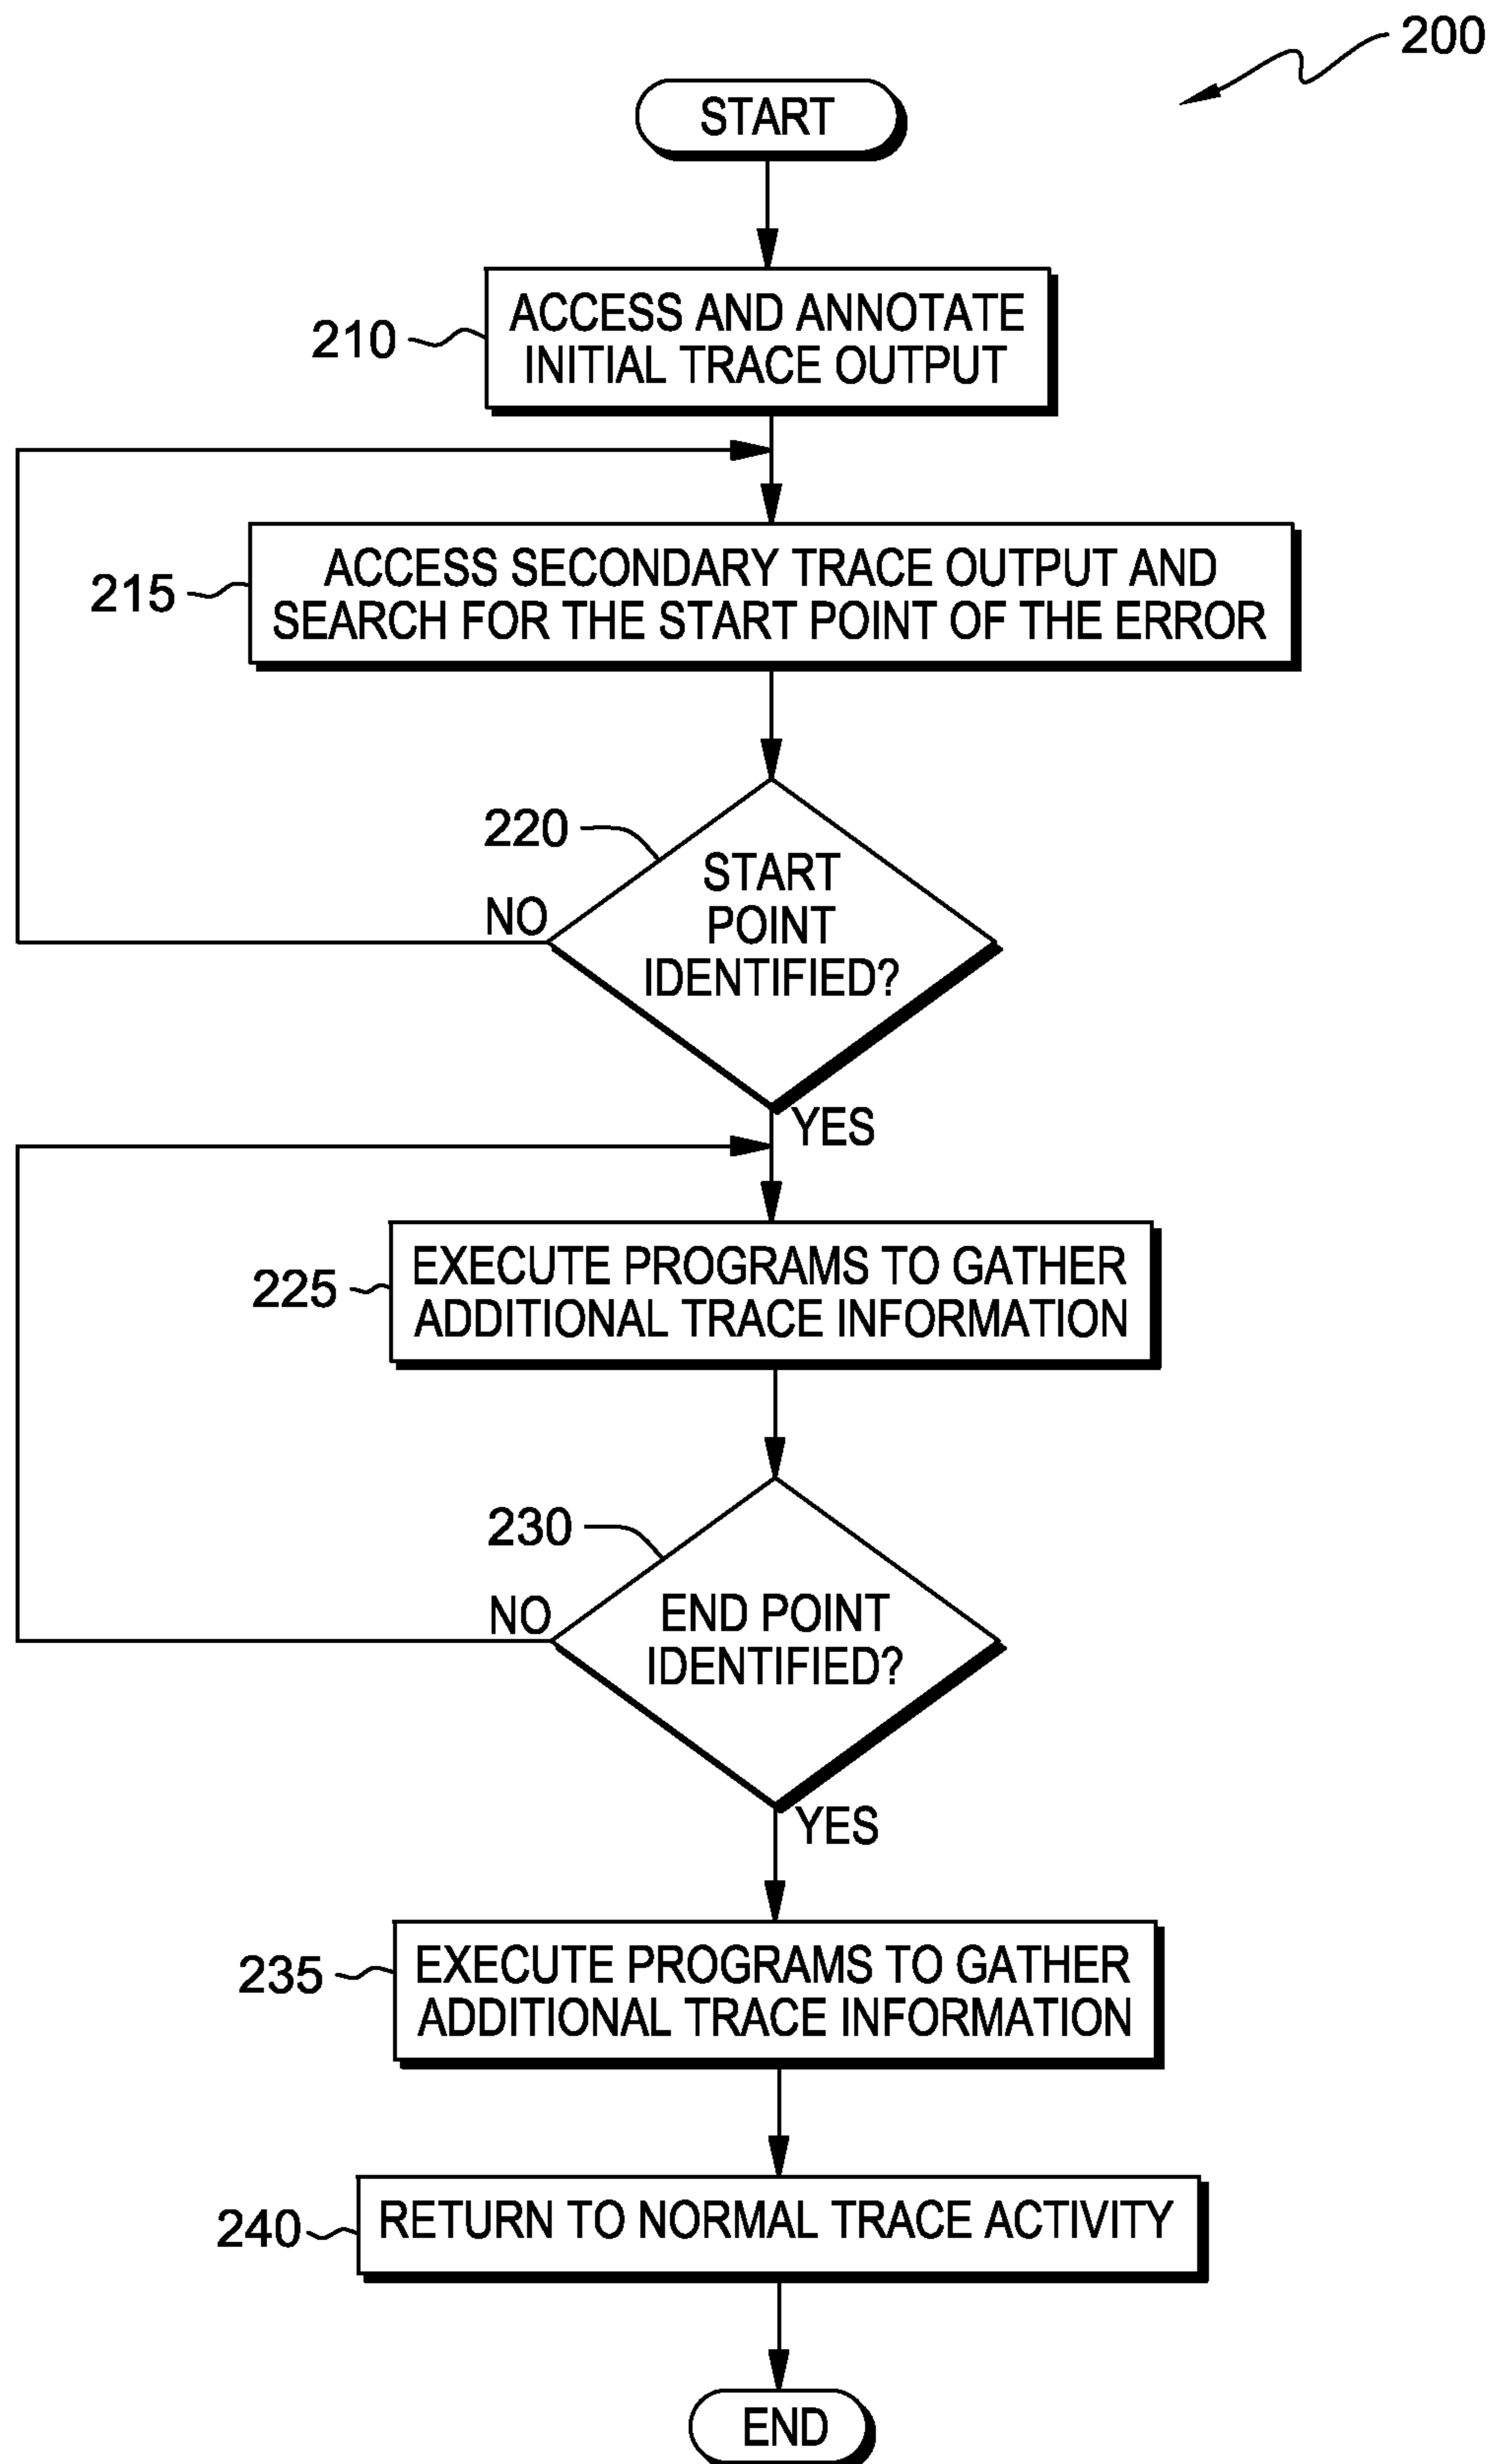 200
START
210
ACCESS AND ANNOTATE
INITIAL TRACE OUTPUT
215
ACCESS SECONDARY TRACE OUTPUT AND
SEARCH FOR THE START POINT OF THE ERROR
220
START
POINT
IDENTIFIED?
NO
YES
225
EXECUTE PROGRAMS TO GATHER
ADDITIONAL TRACE INFORMATION
230
END POINT
IDENTIFIED?
NO
YES
235
EXECUTE PROGRAMS TO GATHER
ADDITIONAL TRACE INFORMATION
240
RETURN TO NORMAL TRACE ACTIVITY
END